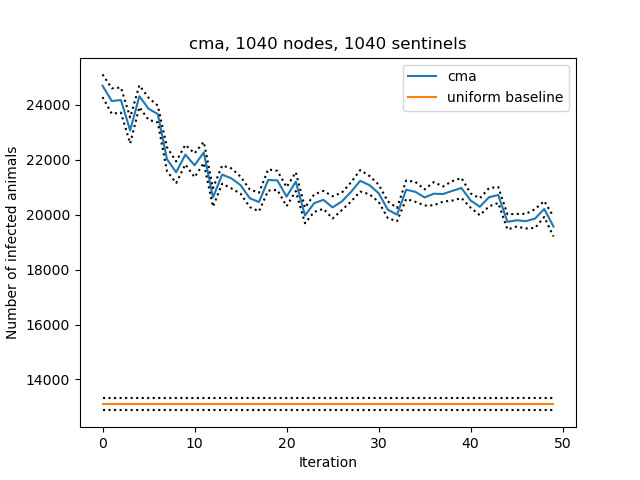 cma, 1040 nodes, 1040 sentinels
cma
uniform baseline
Number of infected animals
24000
22000
20000
18000
16000
14000
0 10 20 30 40 50
Iteration